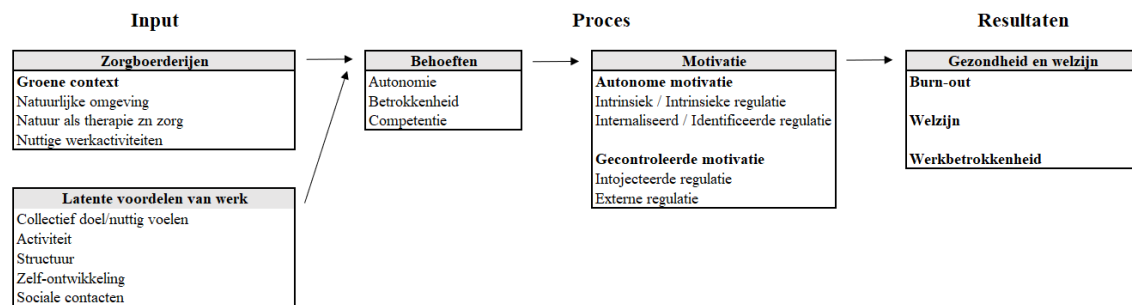 Input
Proces
Resultaten
Zorgboerderijen
Groene context
Natuurlijke omgeving
Natuur als therapie zn zorg
Nuttige werkactiviteiten
Latente voordelen van werk
Collectief doel/nuttig voelen
Activiteit
Structuur
Zelf-ontwikkeling
Sociale contacten
Behoeften
Autonomie
Betrokkenheid
Competentie
Motivatie
Autonome motivatie
Intrinsiek / Intrinsieke regulatie
Internaliseerd / Identificeerde regulatie
Gecontroleerde motivatie
Intojecteerde regulatie
Externe regulatie
Gezondheid en welzijn
Burn-out
Welzijn
Werkbetrokkenheid